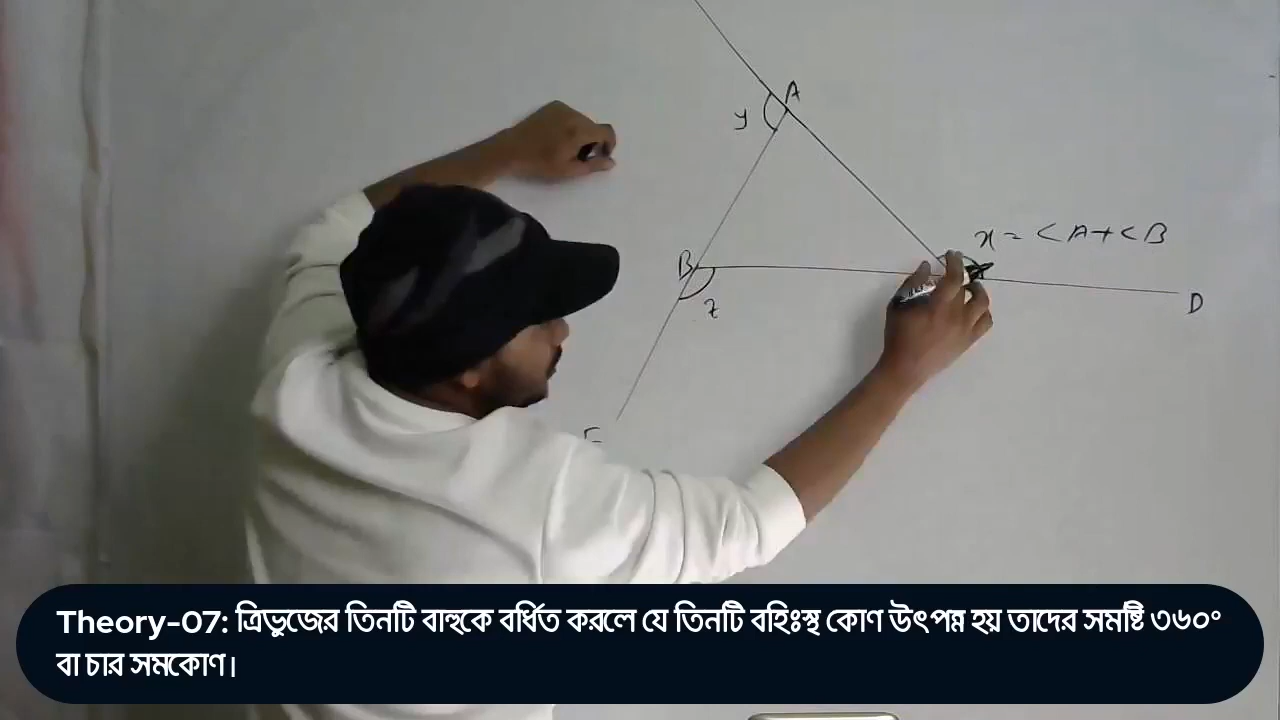 A
y
x = <A+<B
B
z
D
E
Theory-07: ত্রিভুজের তিনটি বাহুকে বর্ধিত করলে যে তিনটি বহিঃস্থ কোণ উৎপন্ন হয় তাদের সমষ্টি ৩৬০°
বা চার সমকোণ।